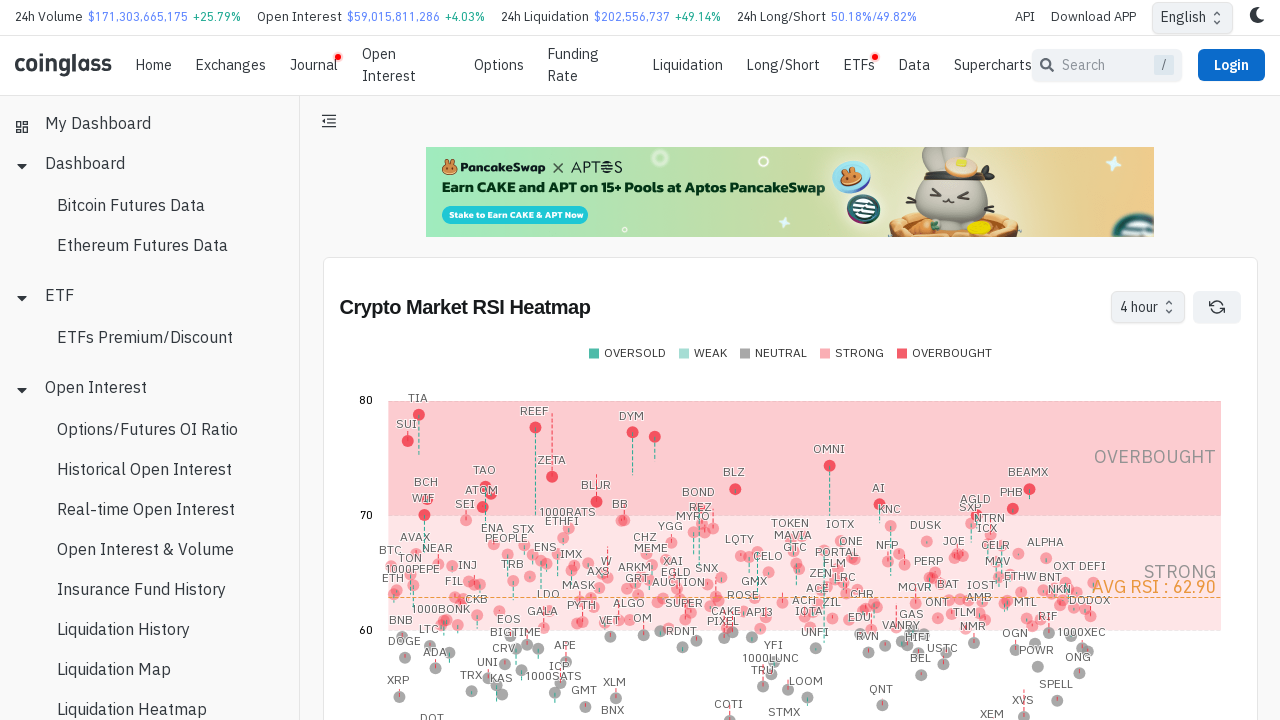 24h Volume $171,303,665,175 +25.79% Open Interest $59,015,811,286 +4.03% 24h Liquidation $202,556,737 +49.14% 24h Long/Short 50.18%/49.82% API Download APP English
coinglass Home Exchanges Journal Open Interest Options Funding Rate Liquidation Long/Short ETFs Data Supercharts Search / Login
My Dashboard
Dashboard
Bitcoin Futures Data
Ethereum Futures Data
ETF
ETFs Premium/Discount
Open Interest
Options/Futures OI Ratio
Historical Open Interest
Real-time Open Interest
Open Interest & Volume
Insurance Fund History
Liquidation History
Liquidation Map
Liquidation Heatmap
PancakeSwap X APTOS
Earn CAKE and APT on 15+ Pools at Aptos PancakeSwap
Stake to Earn CAKE & APT Now
Crypto Market RSI Heatmap 4 hour
OVERSOLD WEAK NEUTRAL STRONG OVERBOUGHT
80
TIA
REEF
SUI
DYM
OMNI
OVERBOUGHT
ZETA
TAO
BLZ
BEAMX
BCH
ATOM
BLUR
WIF
BOND
AI
PHB
AGLD
SEI
BB
REZ
KNC
SXP
70
1000RATS
MYRO
NTRN
ETHFI
ENA
STX
YGG
TOKEN
IOTX
DUSK
ICX
AVAX
PEOPLE
CHZ
LQTY
MAVIA
ONE
JOE
ALPHA
BTC
NEAR
ENS
MEME
GTC
NFP
CELR
TON
IMX
W
XAI
CELO
PORTAL
PERP
MAV
1000PEPE
INJ
TRB
ARKM
SNX
FLM
OXT
DEFI
ETH
FIL
AXS
EGLD
ZEN
STRONG
MASK
GRT
AUCTION
GMX
LRC
BAT
IOST
ETHW
BNT
ACE
MOVR
NKN
AVG RSI : 62.90
CKB
LDO
ROSE
CHR
AMB
1000BONK
GALA
PYTH
ALGO
SUPER
ACH
ZIL
ONT
MTL
DODOX
BNB
EOS
VET
OM
CAKE
API3
IOTA
EDU
GAS
TLM
RIF
LTC
PIXEL
VANRY
NMR
60
BIGTIME
RDNT
UNFI
RVN
HIFI
OGN
1000XEC
DOGE
ADA
CRV
APE
YFI
USTC
POWR
UNI
ICP
1000LUNC
BEL
ONG
XRP
TRX
KAS
1000SATS
TRU
LOOM
QNT
SPELL
GMT
XLM
COTI
XVS
DOT
BNX
STMX
XEM